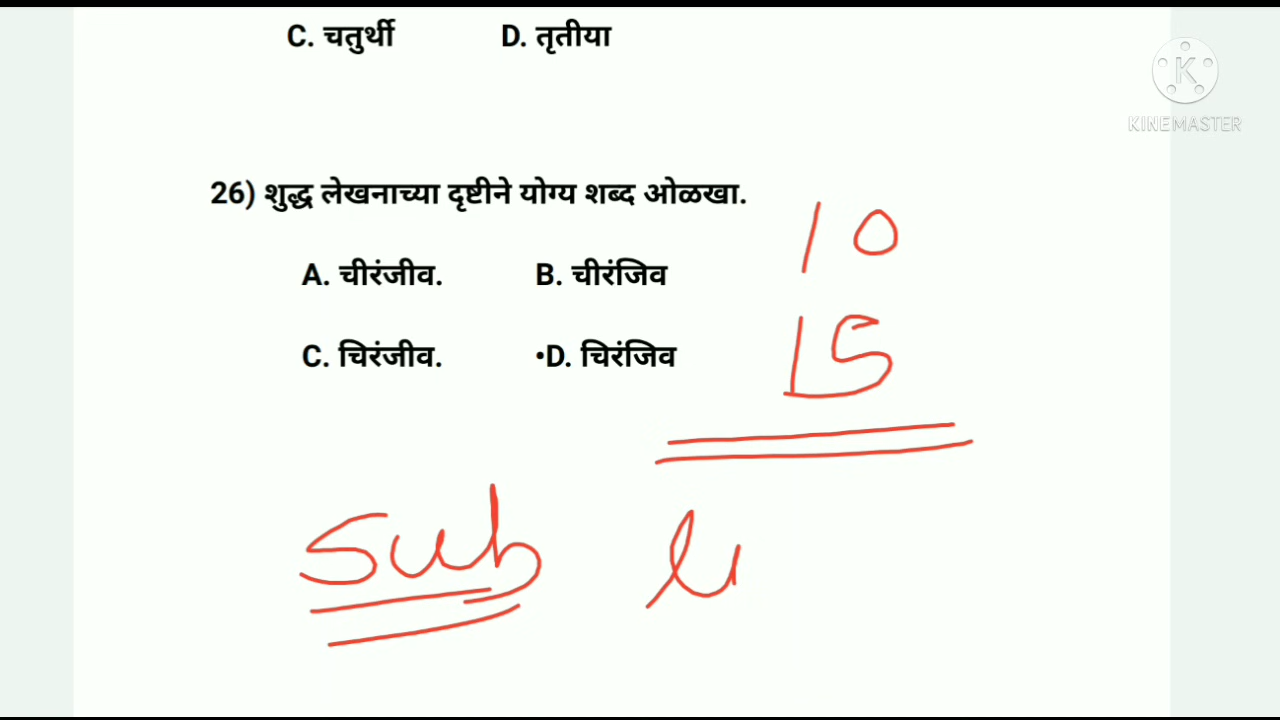 C. चतुर्थी D. तृतीया
KINEMASTER
26) शुद्ध लेखनाच्या दृष्टीने योग्य शब्द ओळखा.
10
A. चीरंजीव. B. चीरंजिव
C. चिरंजीव. •D. चिरंजिव
15
Sub